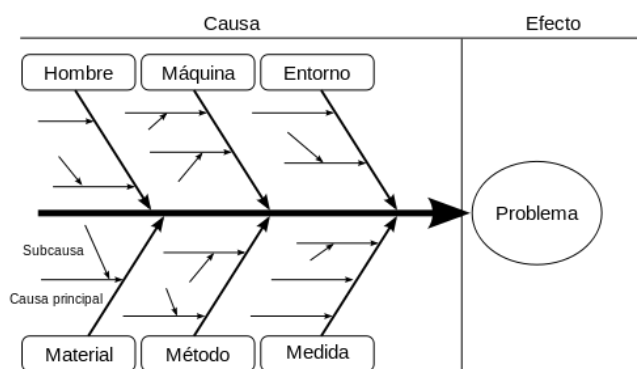 Causa
Efecto
Hombre
Máquina
Entorno
Problema
Subcausa
Causa principal
Material
Método
Medida